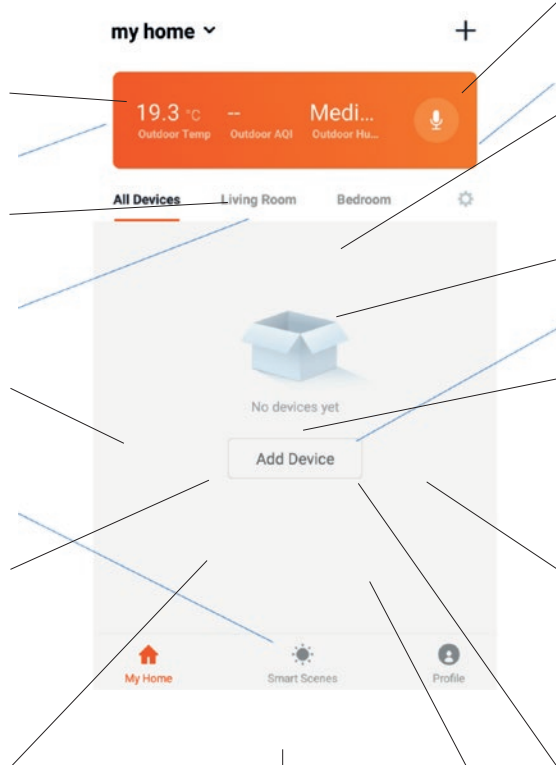 my home
19.3 °C -- Medi...
Outdoor Temp Outdoor AQI Outdoor Hu...
All Devices Living Room Bedroom
No devices yet
Add Device
My Home Smart Scenes Profile